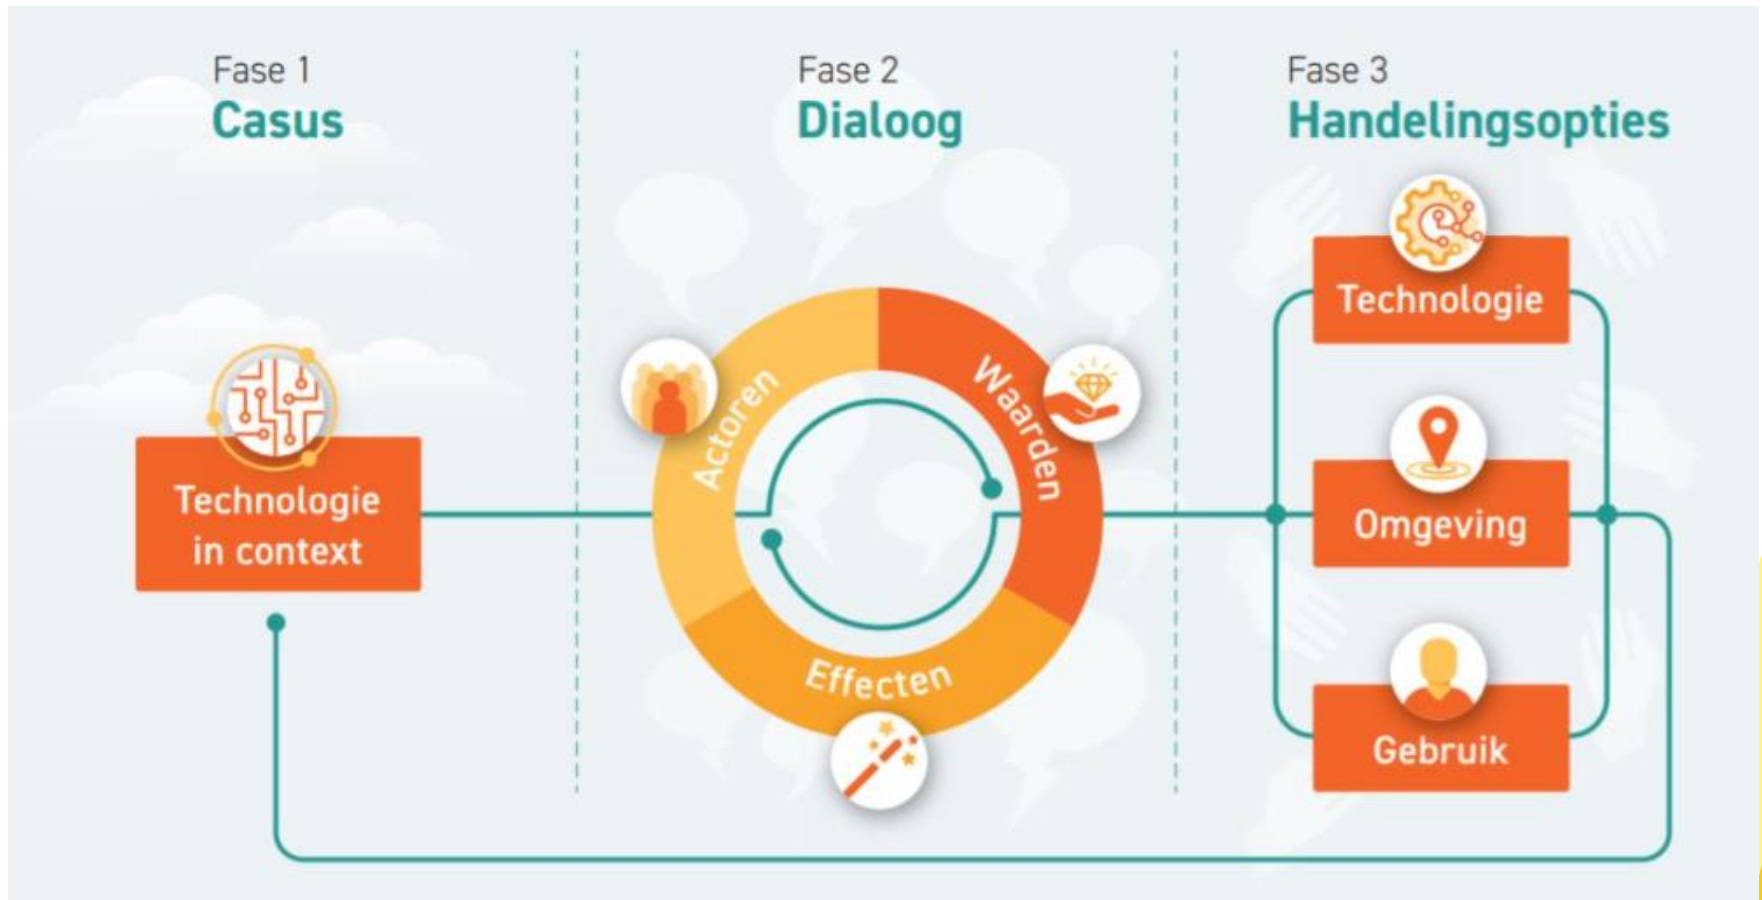 Fase 1
Casus
Technologie
in context
Fase 2
Dialoog
Actoren
Waarden
Effecten
Fase 3
Handelingsopties
Technologie
Omgeving
Gebruik